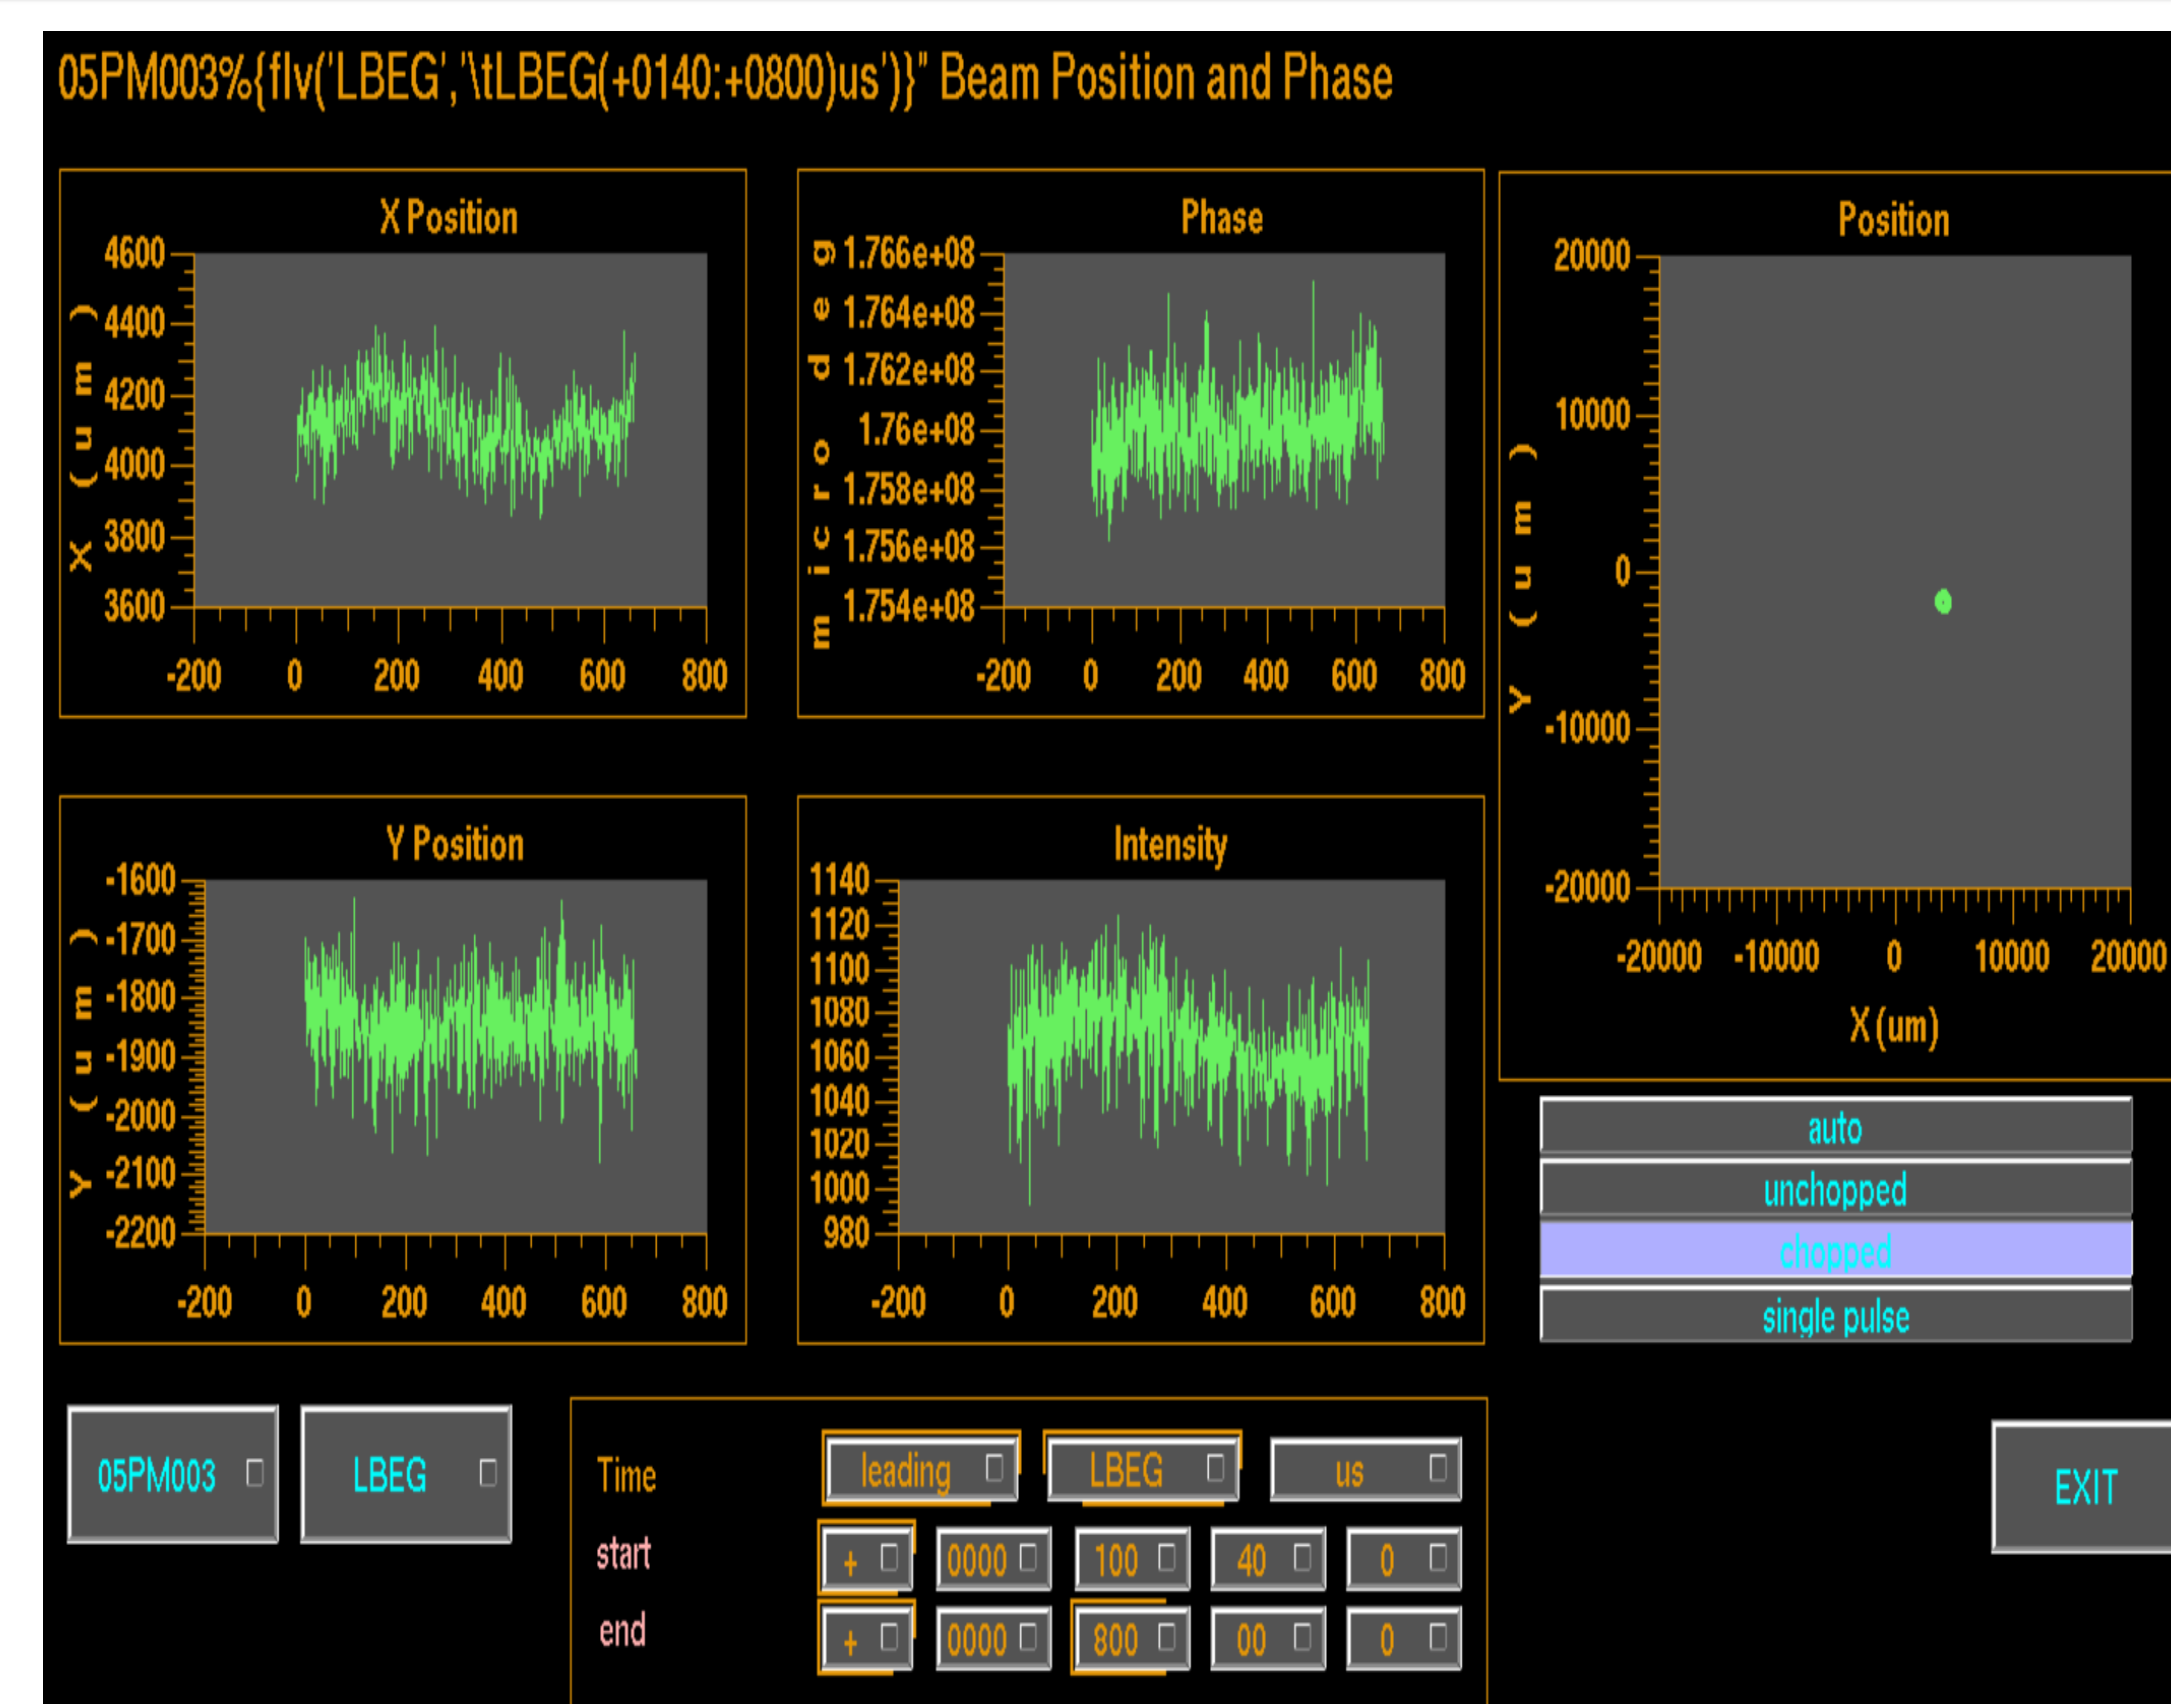 05PM003%{flv('LBEG','\tLBEG(+0140:+0800)us')}" Beam Position and Phase
X Position
X (um)
4600
4400
4200
4000
3800
3600
-200 0 200 400 600 800
Phase
micro deg
1.766e+08
1.764e+08
1.762e+08
1.76e+08
1.758e+08
1.756e+08
1.754e+08
-200 0 200 400 600 800
Position
Y (um)
20000
10000
0
-10000
-20000
-20000 -10000 0 10000 20000
X (um)
Y Position
Y (um)
-1600
-1700
-1800
-1900
-2000
-2100
-2200
-200 0 200 400 600 800
Intensity
1140
1120
1100
1080
1060
1040
1020
1000
980
-200 0 200 400 600 800
auto
unchopped
chopped
single pulse
05PM003 LBEG
Time leading LBEG us
start + 0000 100 40 0
end + 0000 800 00 0
EXIT